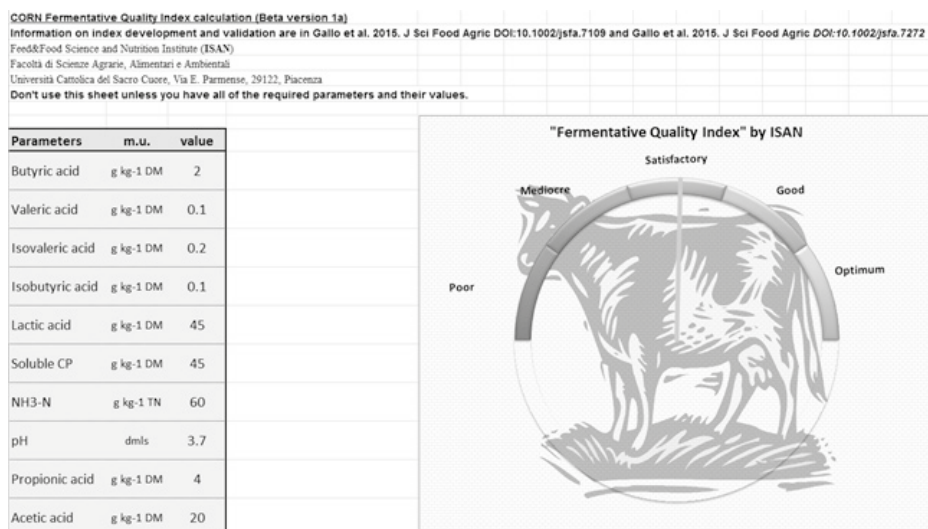 CORN Fermentative Quality Index calculation (Beta version 1a)
Information on index development and validation are in Gallo et al. 2015. J Sci Food Agric DOI:10.1002/jsfa.7109 and Gallo et al. 2015. J Sci Food Agric DOI:10.1002/jsfa.7272
Feed&Food Science and Nutrition Institute (ISAN)
Facoltà di Scienze Agrarie, Alimentari e Ambientali
Università Cattolica del Sacro Cuore, Via E. Parmense, 29122, Piacenza
Don't use this sheet unless you have all of the required parameters and their values.
Parameters m.u. value
Butyric acid g kg-1 DM 2
Valeric acid g kg-1 DM 0.1
Isovaleric acid g kg-1 DM 0.2
Isobutyric acid g kg-1 DM 0.1
Lactic acid g kg-1 DM 45
Soluble CP g kg-1 DM 45
NH3-N g kg-1 TN 60
pH dmls 3.7
Propionic acid g kg-1 DM 4
Acetic acid g kg-1 DM 20
"Fermentative Quality Index" by ISAN
Satisfactory
Mediocre Good
Optimum
Poor